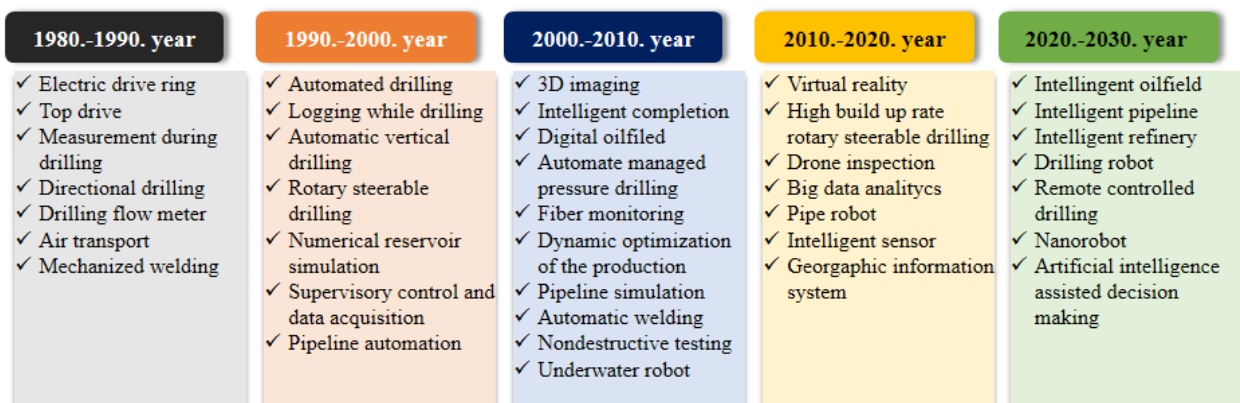 1980.-1990. year
✓ Electric drive ring
✓ Top drive
✓ Measurement during
drilling
✓ Directional drilling
✓ Drilling flow meter
✓ Air transport
✓ Mechanized welding
1990.-2000. year
✓ Automated drilling
✓ Logging while drilling
✓ Automatic vertical
drilling
✓ Rotary steerable
drilling
✓ Numerical reservoir
simulation
✓ Supervisory control and
data acquisition
✓ Pipeline automation
2000.-2010. year
✓ 3D imaging
✓ Intelligent completion
✓ Digital oilfiled
✓ Automate managed
pressure drilling
✓ Fiber monitoring
✓ Dynamic optimization
of the production
✓ Pipeline simulation
✓ Automatic welding
✓ Nondestructive testing
✓ Underwater robot
2010.-2020. year
✓ Virtual reality
✓ High build up rate
rotary steerable drilling
✓ Drone inspection
✓ Big data analitycs
✓ Pipe robot
✓ Intelligent sensor
✓ Georgaphic information
system
2020.-2030. year
✓ Intellingent oilfield
✓ Intelligent pipeline
✓ Intelligent refinery
✓ Drilling robot
✓ Remote controlled
drilling
✓ Nanorobot
✓ Artificial intelligence
assisted decision
making